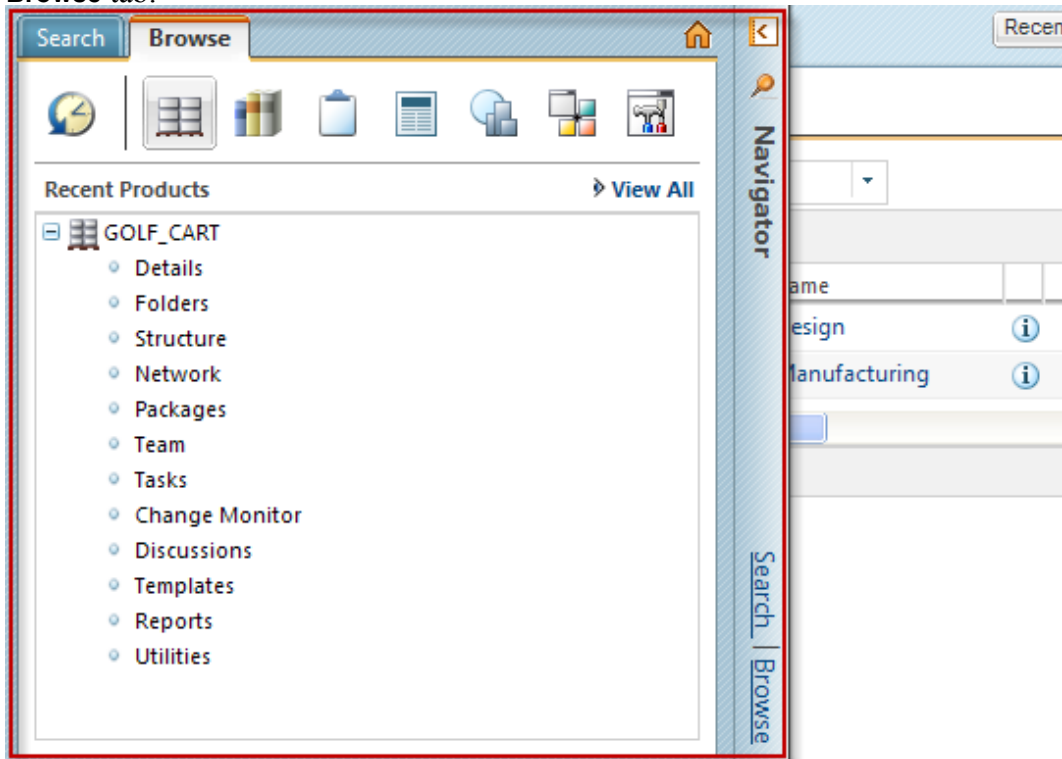 Browse tab.
Search Browse
Recent Products View All
GOLF_CART
Details
Folders
Structure
Network
Packages
Team
Tasks
Change Monitor
Discussions
Templates
Reports
Utilities
Navigator
Search | Browse
Recen
ame
esign
Manufacturing